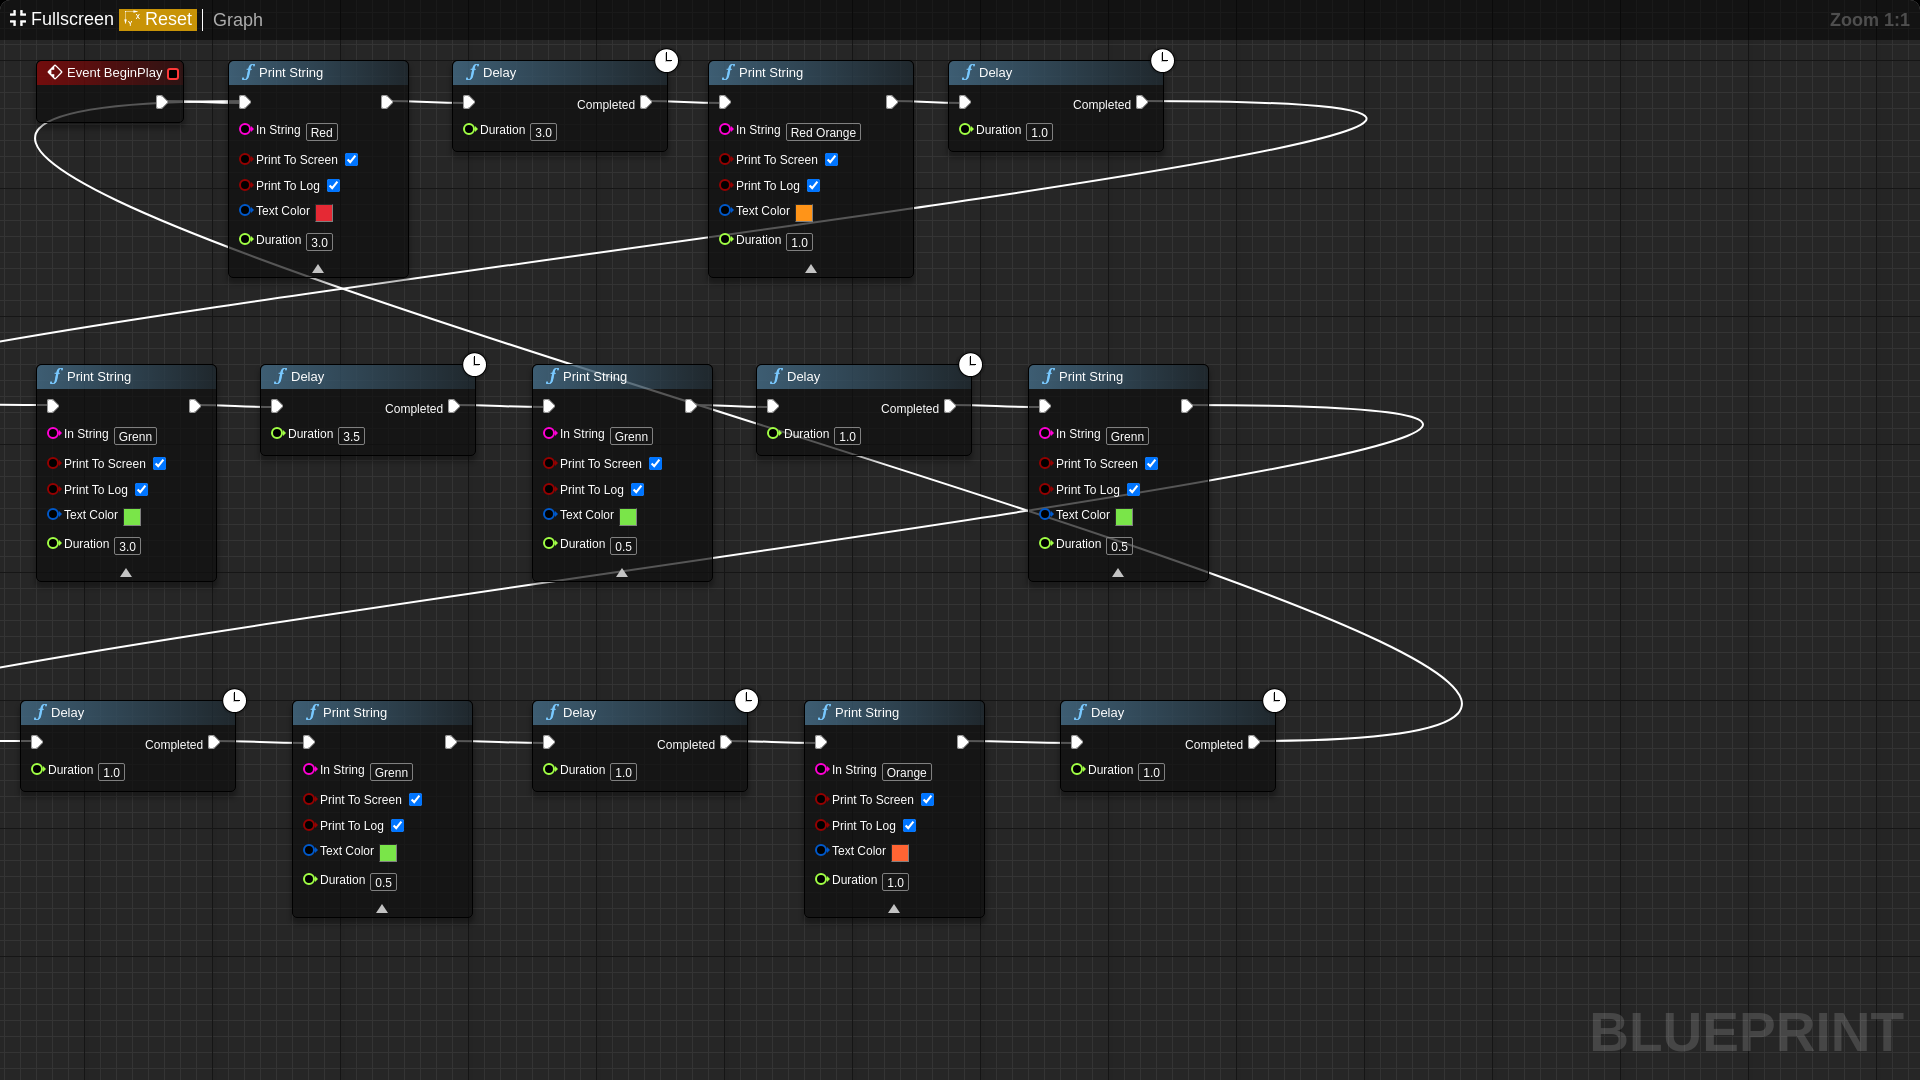 Fullscreen Reset Graph Zoom 1:1
Event BeginPlay
Print String
In String Red
Print To Screen
Print To Log
Text Color
Duration 3.0
Delay
Completed
Duration 3.0
Print String
In String Red Orange
Print To Screen
Print To Log
Text Color
Duration 1.0
Delay
Completed
Duration 1.0
Print String
In String Grenn
Print To Screen
Print To Log
Text Color
Duration 3.0
Delay
Completed
Duration 3.5
Print String
In String Grenn
Print To Screen
Print To Log
Text Color
Duration 0.5
Delay
Completed
Duration 1.0
Print String
In String Grenn
Print To Screen
Print To Log
Text Color
Duration 0.5
Delay
Completed
Duration 1.0
Print String
In String Grenn
Print To Screen
Print To Log
Text Color
Duration 0.5
Delay
Completed
Duration 1.0
Print String
In String Orange
Print To Screen
Print To Log
Text Color
Duration 1.0
Delay
Completed
Duration 1.0
BLUEPRINT